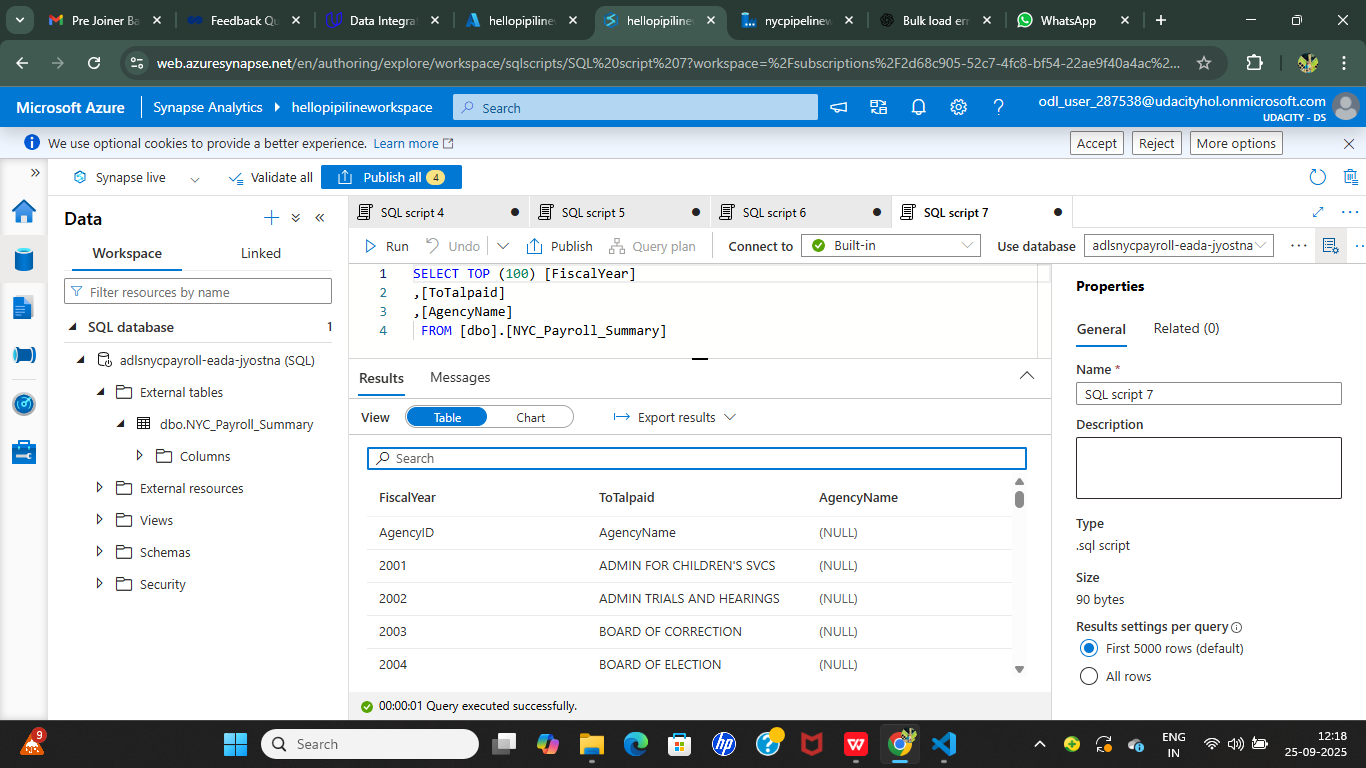 Pre Joiner Ba
Feedback Qu
Data Integrat
hellopipiline
hellopipiline
nycpipelinew
Bulk load err
WhatsApp
web.azuresynapse.net/en/authoring/explore/workspace/sqlscripts/SQL%20script%207?workspace=%2Fsubscriptions%2F2d68c905-52c7-4fc8-bf54-22ae9f40a4ac%2...
Microsoft Azure
Synapse Analytics
hellopipilineworkspace
Search
odl_user_287538@udacityhol.onmicrosoft.com
UDACITY - DS
We use optional cookies to provide a better experience. Learn more
Accept
Reject
More options
Synapse live
Validate all
Publish all 4
Data
Workspace
Linked
Filter resources by name
SQL database 1
adlsnycpayroll-eada-jyostna (SQL)
External tables
dbo.NYC_Payroll_Summary
Columns
External resources
Views
Schemas
Security
SQL script 4
SQL script 5
SQL script 6
SQL script 7
Run
Undo
Publish
Query plan
Connect to
Built-in
Use database
adlsnycpayroll-eada-jyostna
1 SELECT TOP (100) [FiscalYear]
2 ,[ToTalpaid]
3 ,[AgencyName]
4 FROM [dbo].[NYC_Payroll_Summary]
Results
Messages
View
Table
Chart
Export results
Search
FiscalYear ToTalpaid AgencyName
AgencyID AgencyName (NULL)
2001 ADMIN FOR CHILDREN'S SVCS (NULL)
2002 ADMIN TRIALS AND HEARINGS (NULL)
2003 BOARD OF CORRECTION (NULL)
2004 BOARD OF ELECTION (NULL)
00:00:01 Query executed successfully.
Properties
General
Related (0)
Name *
SQL script 7
Description
Type
.sql script
Size
90 bytes
Results settings per query
First 5000 rows (default)
All rows
9
Search
ENG
IN
12:18
25-09-2025